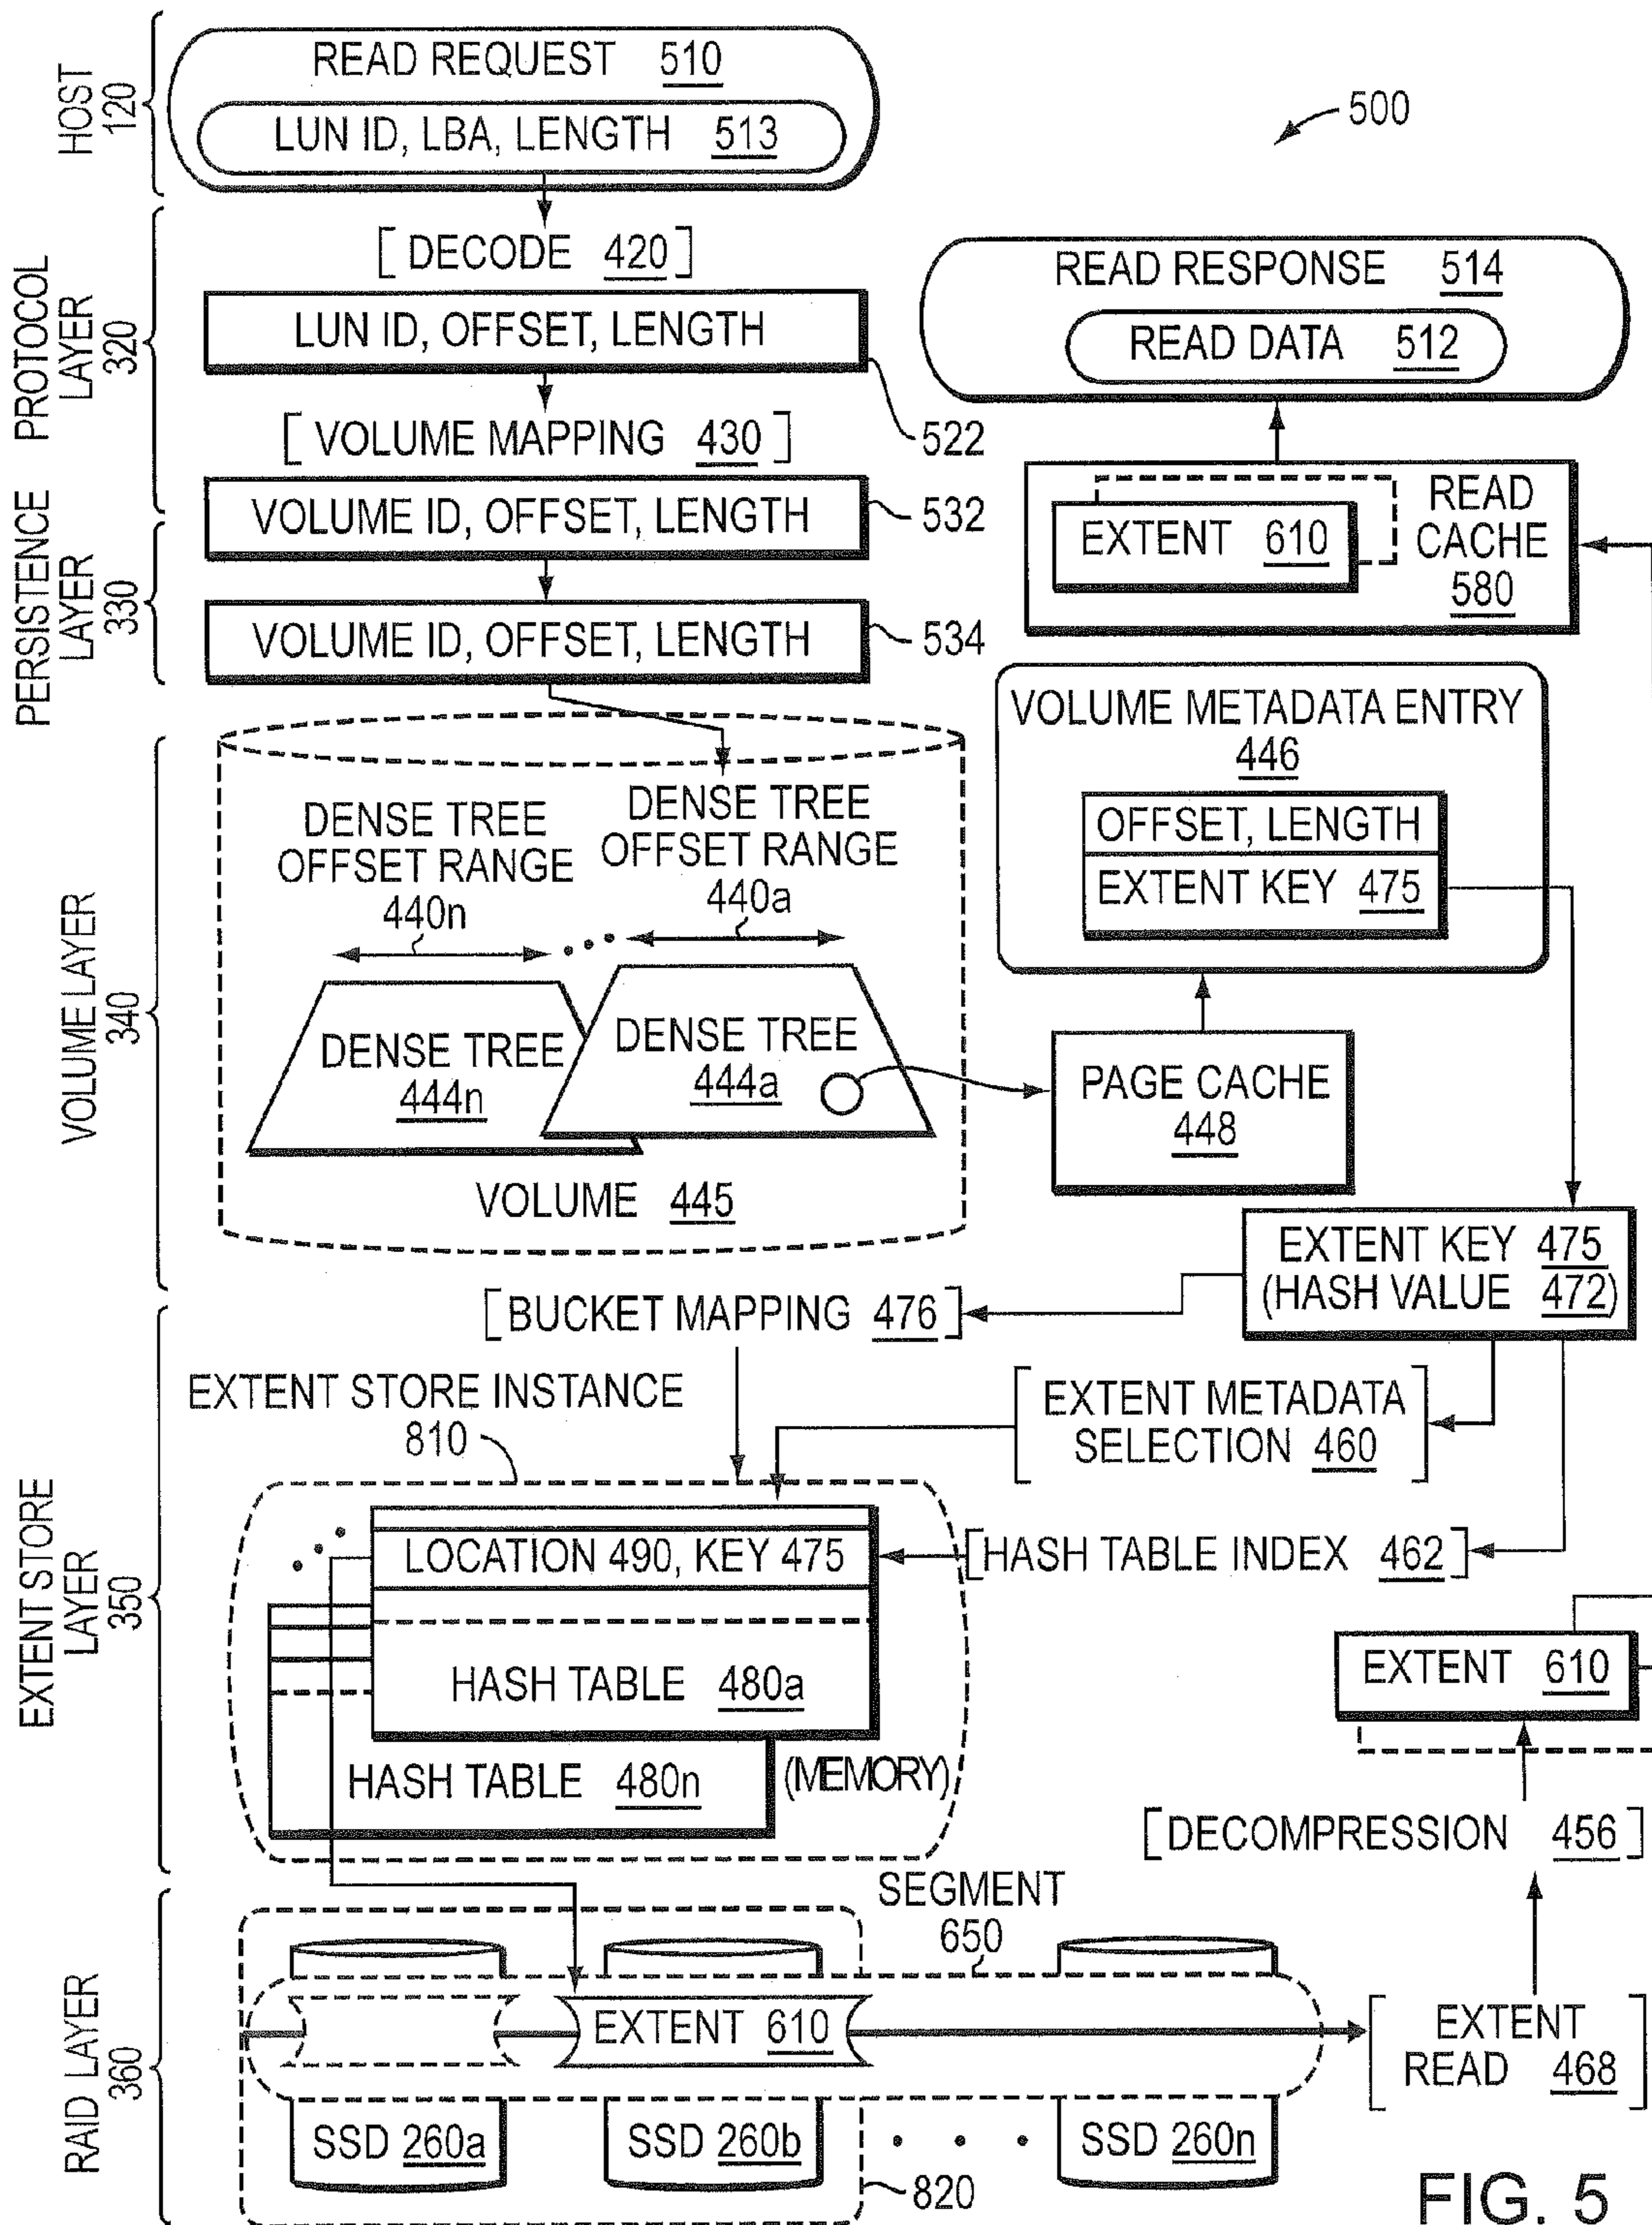 HOST
120
READ REQUEST 510
LUN ID, LBA, LENGTH 513
500
PROTOCOL
LAYER
320
[ DECODE 420 ]
LUN ID, OFFSET, LENGTH
522
[ VOLUME MAPPING 430 ]
READ RESPONSE 514
READ DATA 512
PERSISTENCE
LAYER
330
VOLUME ID, OFFSET, LENGTH
532
VOLUME ID, OFFSET, LENGTH
534
EXTENT 610
READ
CACHE
580
VOLUME LAYER
340
DENSE TREE
OFFSET RANGE
440n
DENSE TREE
OFFSET RANGE
440a
DENSE TREE
444n
DENSE TREE
444a
VOLUME 445
VOLUME METADATA ENTRY
446
OFFSET, LENGTH
EXTENT KEY 475
PAGE CACHE
448
EXTENT KEY 475
(HASH VALUE 472)
EXTENT STORE
LAYER
350
[BUCKET MAPPING 476]
EXTENT STORE INSTANCE
810
[EXTENT METADATA
SELECTION 460]
LOCATION 490, KEY 475
[HASH TABLE INDEX 462]
HASH TABLE 480a
HASH TABLE 480n
(MEMORY)
EXTENT 610
[DECOMPRESSION 456]
RAID LAYER
360
SEGMENT
650
EXTENT 610
[EXTENT
READ 468]
SSD 260a
SSD 260b
SSD 260n
820
FIG. 5